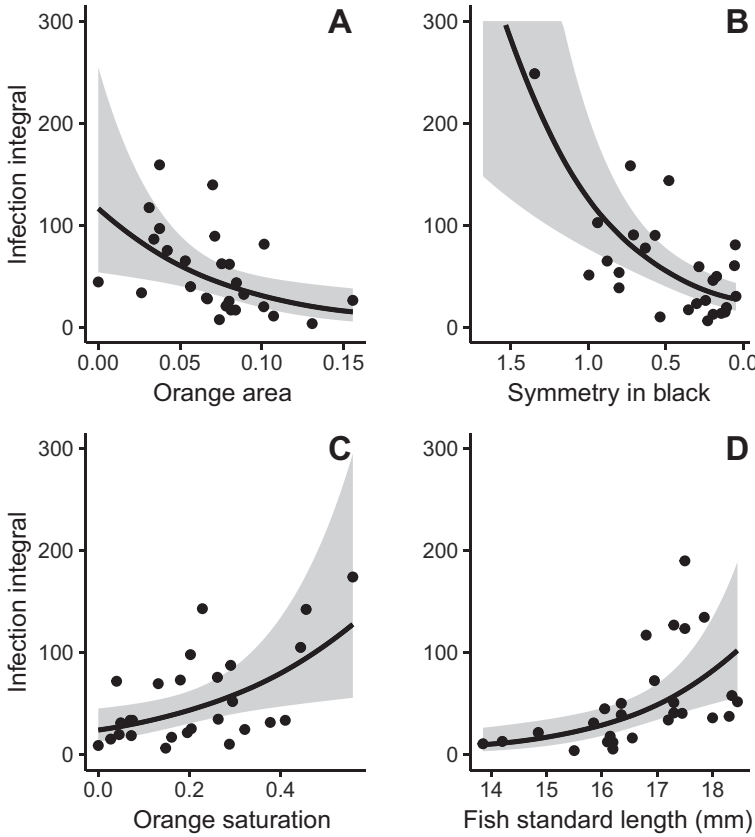 A
B
Infection integral
300
200
100
0
0.00 0.05 0.10 0.15
Orange area
300
200
100
0
1.5 1.0 0.5 0.0
Symmetry in black
C
D
Infection integral
300
200
100
0
0.0 0.2 0.4
Orange saturation
300
200
100
0
14 15 16 17 18
Fish standard length (mm)